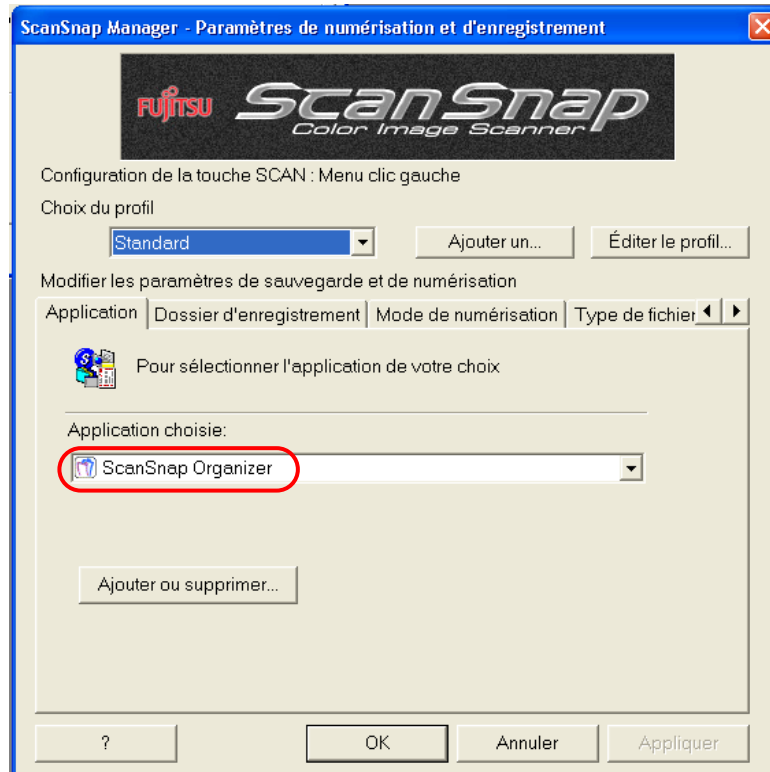 ScanSnap Manager - Paramètres de numérisation et d'enregistrement
FUJITSU ScanSnap
Color Image Scanner
Configuration de la touche SCAN : Menu clic gauche
Choix du profil
Standard Ajouter un... Éditer le profil...
Modifier les paramètres de sauvegarde et de numérisation
Application Dossier d'enregistrement Mode de numérisation Type de fichier
Pour sélectionner l'application de votre choix
Application choisie:
ScanSnap Organizer
Ajouter ou supprimer...
? OK Annuler Appliquer